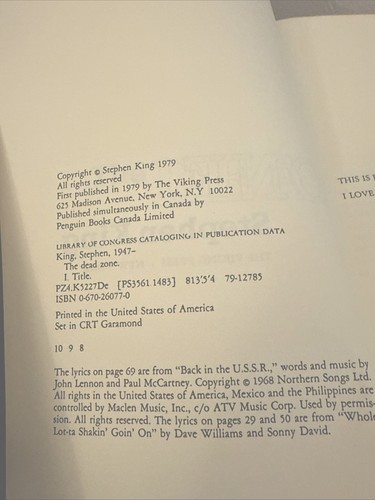 Copyright © Stephen King 1979
All rights reserved
First published in 1979 by The Viking Press
625 Madison Avenue, New York, N.Y 10022
Published simultaneously in Canada by
Penguin Books Canada Limited
LIBRARY OF CONGRESS CATALOGING IN PUBLICATION DATA
King, Stephen, 1947–
The dead zone.
I. Title.
PZ4.K5227De [PS3561.1483] 813'5'4 79-12785
ISBN 0-670-26077-0
Printed in the United States of America
Set in CRT Garamond
10 9 8
The lyrics on page 69 are from “Back in the U.S.S.R.,” words and music by
John Lennon and Paul McCartney. Copyright © 1968 Northern Songs Ltd.
All rights in the United States of America, Mexico and the Philippines are
controlled by Maclen Music, Inc., c/o ATV Music Corp. Used by permis-
sion. All rights reserved. The lyrics on pages 29 and 50 are from “Whole
Lot-ta Shakin’ Goin’ On” by Dave Williams and Sonny David.
THIS IS
I LOVE